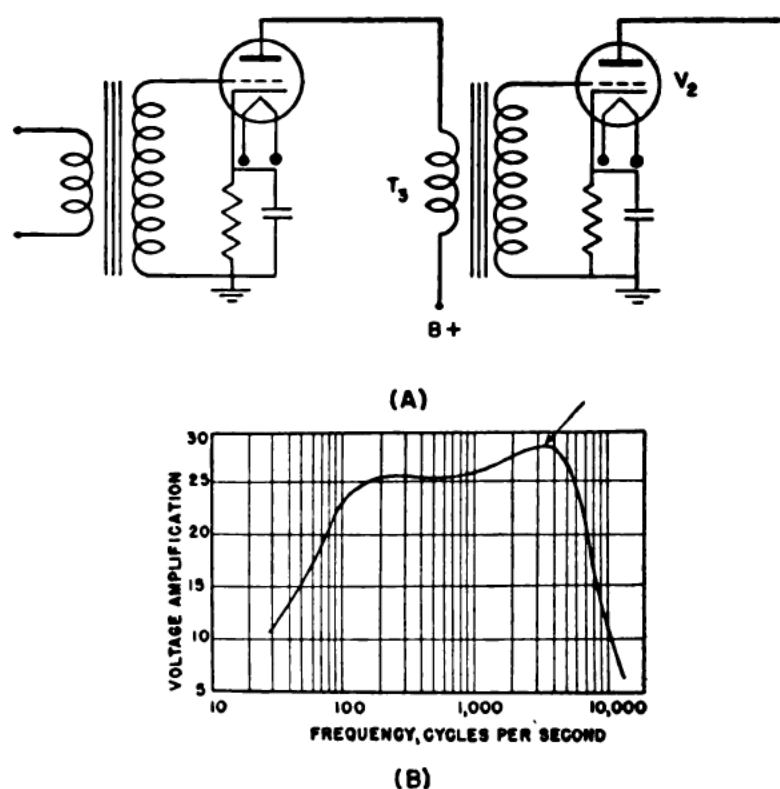 V2
T3
B+
(A)
30
25
20
15
10
5
VOLTAGE AMPLIFICATION
10 100 1,000 10,000
FREQUENCY, CYCLES PER SECOND
(B)